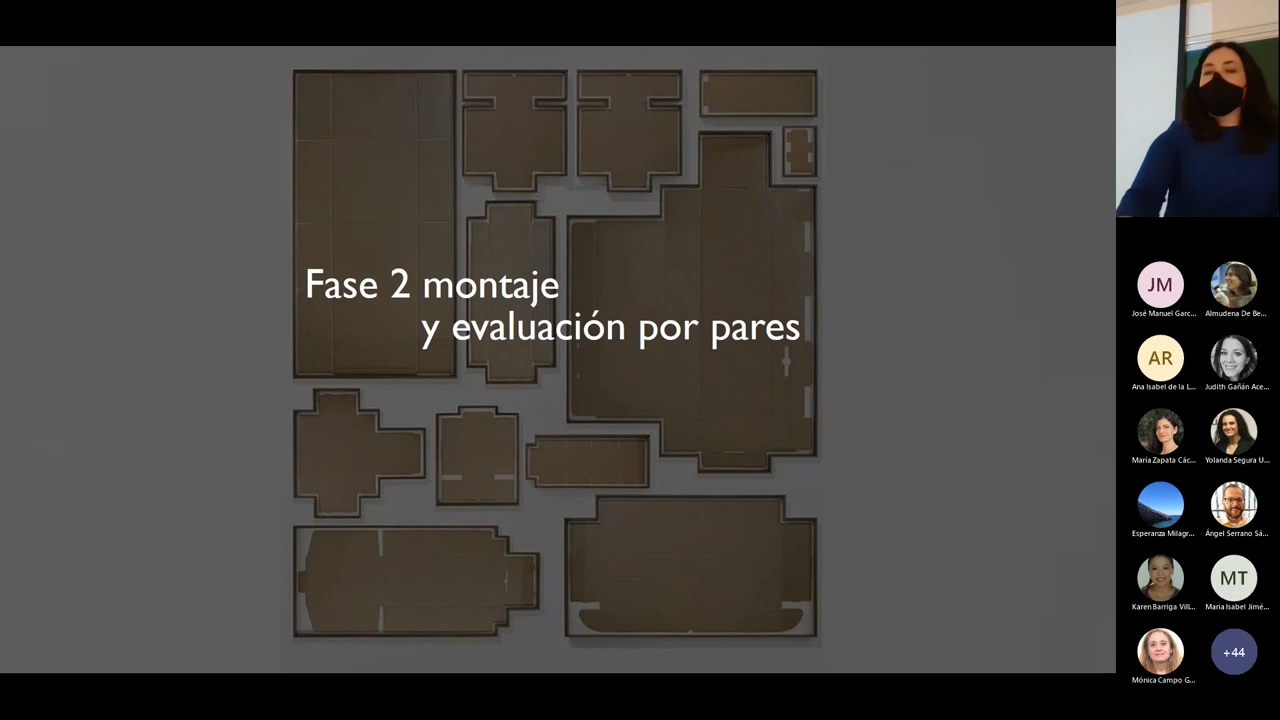 Fase 2 montaje
y evaluación por pares
JM
José Manuel Garc...
Almudena De Be...
AR
Ana Isabel de la L...
Judith Gañán Ace...
María Zapata Các...
Yolanda Segura U...
Esperanza Milagr...
Ángel Serrano Sá...
Karen Barriga Vill...
MT
Maria Isabel Jimé...
Mónica Campo G...
+44